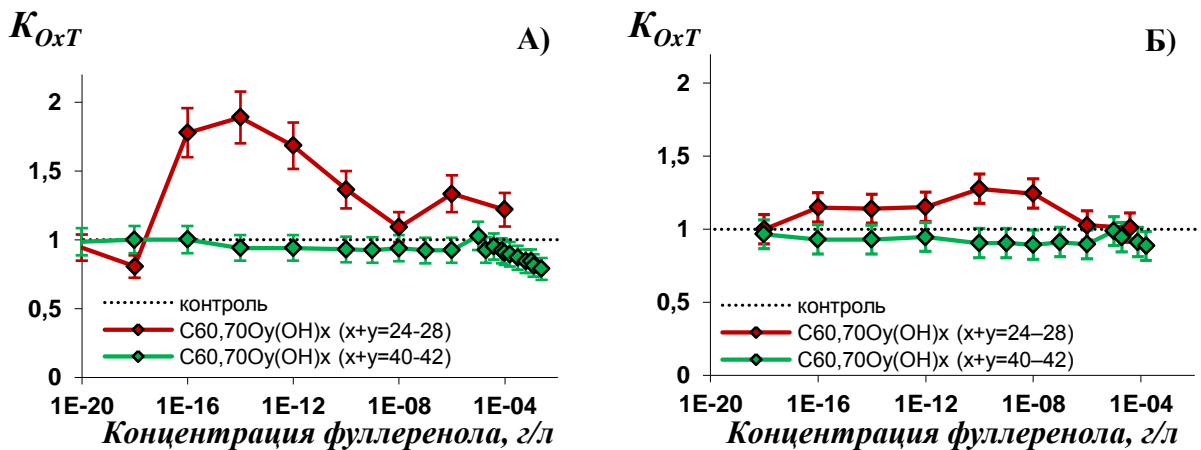 K_OxT
А)
2
1,5
1
0,5
0
контроль
C60,70Oy(OH)x (x+y=24-28)
C60,70Oy(OH)x (x+y=40-42)
1E-20 1E-16 1E-12 1E-08 1E-04
Концентрация фуллеренола, г/л
K_OxT
Б)
2
1,5
1
0,5
0
контроль
C60,70Oy(OH)x (x+y=24–28)
C60,70Oy(OH)x (x+y=40–42)
1E-20 1E-16 1E-12 1E-08 1E-04
Концентрация фуллеренола, г/л